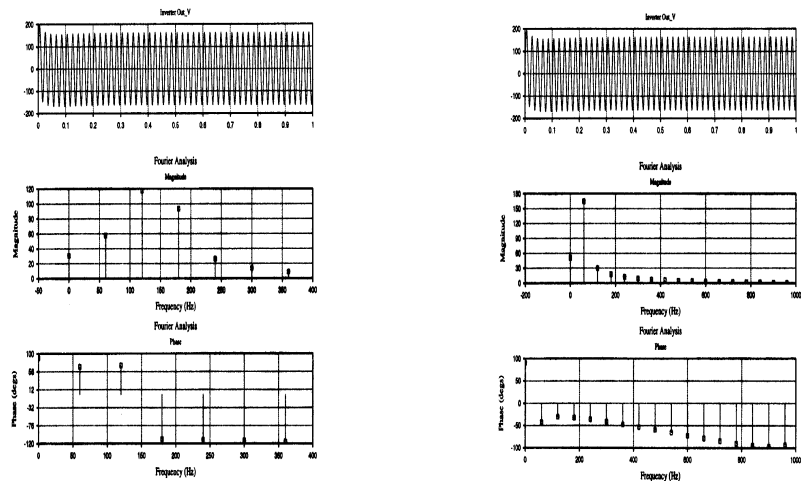 Inverter Out_V
200
100
0
-100
-200
0 0.1 0.2 0.3 0.4 0.5 0.6 0.7 0.8 0.9 1
Fourier Analysis
Magnitude
Magnitude
120
100
80
60
40
20
0
-50 0 50 100 150 200 250 300 350 400
Frequency (Hz)
Fourier Analysis
Phase
Phase (degs)
100
56
12
-32
-76
-120
0 50 100 150 200 250 300 350 400
Frequency (Hz)
Inverter Out_V
200
100
0
-100
-200
0 0.1 0.2 0.3 0.4 0.5 0.6 0.7 0.8 0.9 1
Fourier Analysis
Magnitude
Magnitude
180
150
120
90
60
30
0
-200 0 200 400 600 800 1000
Frequency (Hz)
Fourier Analysis
Phase
Phase (degs)
100
50
0
-50
-100
0 200 400 600 800 1000
Frequency (Hz)